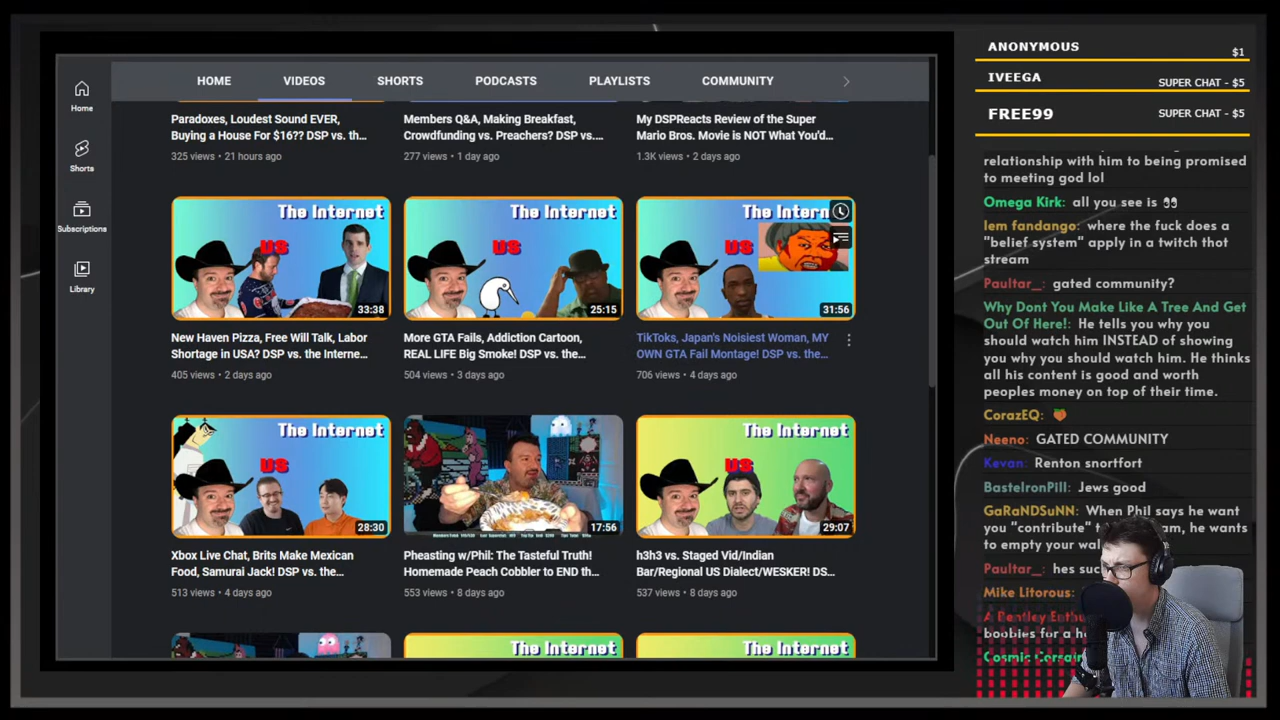 HOME
VIDEOS
SHORTS
PODCASTS
PLAYLISTS
COMMUNITY
Home
Shorts
Subscriptions
Library
Paradoxes, Loudest Sound EVER,
Buying a House For $16?? DSP vs. th...
325 views • 21 hours ago
Members Q&A, Making Breakfast,
Crowdfunding vs. Preachers? DSP vs....
277 views • 1 day ago
My DSPReacts Review of the Super
Mario Bros. Movie is NOT What You'd...
1.3K views • 2 days ago
The Internet
US
33:38
New Haven Pizza, Free Will Talk, Labor
Shortage in USA? DSP vs. the Interne...
405 views • 2 days ago
The Internet
US
25:15
More GTA Fails, Addiction Cartoon,
REAL LIFE Big Smoke! DSP vs. the...
504 views • 3 days ago
The Internet
US
31:56
TikToks, Japan's Noisiest Woman, MY
OWN GTA Fail Montage! DSP vs. the...
706 views • 4 days ago
The Internet
US
28:30
Xbox Live Chat, Brits Make Mexican
Food, Samurai Jack! DSP vs. the...
513 views • 4 days ago
17:56
Pheasting w/Phil: The Tasteful Truth!
Homemade Peach Cobbler to END th...
553 views • 8 days ago
The Internet
US
29:07
h3h3 vs. Staged Vid/Indian
Bar/Regional US Dialect/WESKER! DS...
537 views • 8 days ago
The Internet
The Internet
ANONYMOUS
$1
IVEEGA
SUPER CHAT - $5
FREE99
SUPER CHAT - $5
relationship with him to being promised
to meeting god lol
Omega Kirk: all you see is 👀
lem fandango: where the fuck does a
"belief system" apply in a twitch thot
stream
Paultar_: gated community?
Why Dont You Make Like A Tree And Get
Out Of Here!: He tells you why you
should watch him INSTEAD of showing
you why you should watch him. He thinks
all his content is good and worth
peoples money on top of their time.
CorazEQ: 🍑
Neeno: GATED COMMUNITY
Kevan: Renton snortfort
BastelronPill: Jews good
GaRaNDSuNN: When Phil says he want
you "contribute" t
he wants
to empty your wal
Paultar_: hes suc
Mike Litorous:
A Bentley Enthu
boobies for a h
Cosmic Corsair